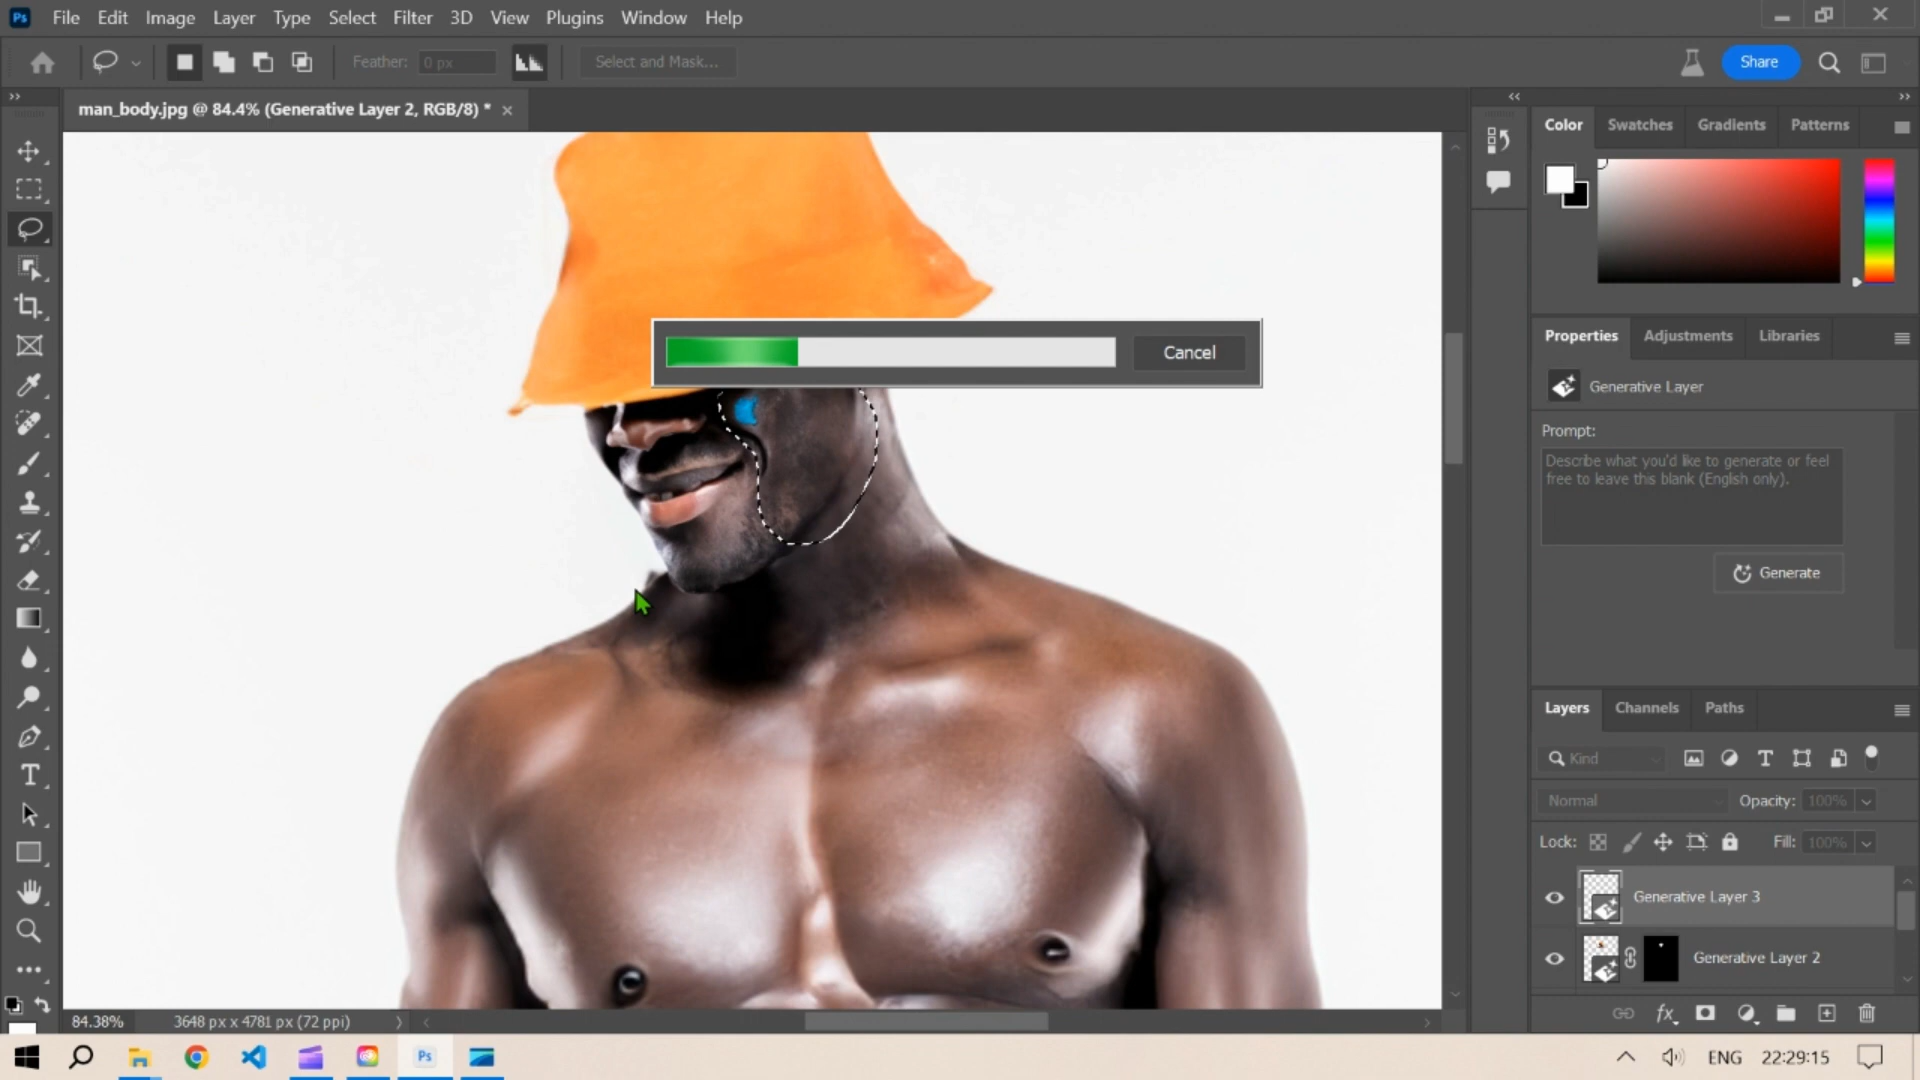 Ps File Edit Image Layer Type Select Filter 3D View Plugins Window Help
Feather: 0 px Select and Mask... Share
man_body.jpg @ 84.4% (Generative Layer 2, RGB/8) *
Color Swatches Gradients Patterns
Cancel
Properties Adjustments Libraries
Generative Layer
Prompt:
Describe what you'd like to generate or feel
free to leave this blank (English only).
Generate
Layers Channels Paths
Kind
Normal Opacity: 100%
Lock: Fill: 100%
Generative Layer 3
Generative Layer 2
84.38% 3648 px x 4781 px (72 ppi)
Ps ENG 22:29:15